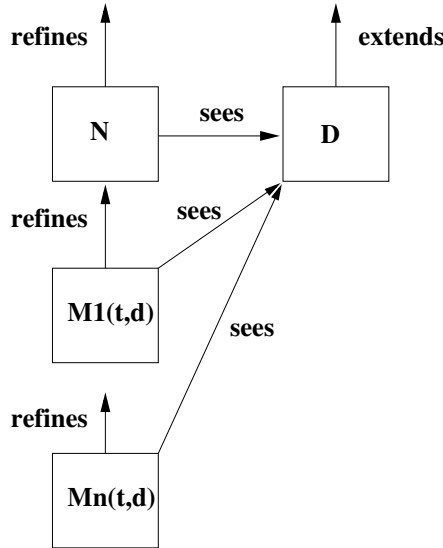 refines extends
N sees D
refines sees
M1(t,d) sees
refines
Mn(t,d)